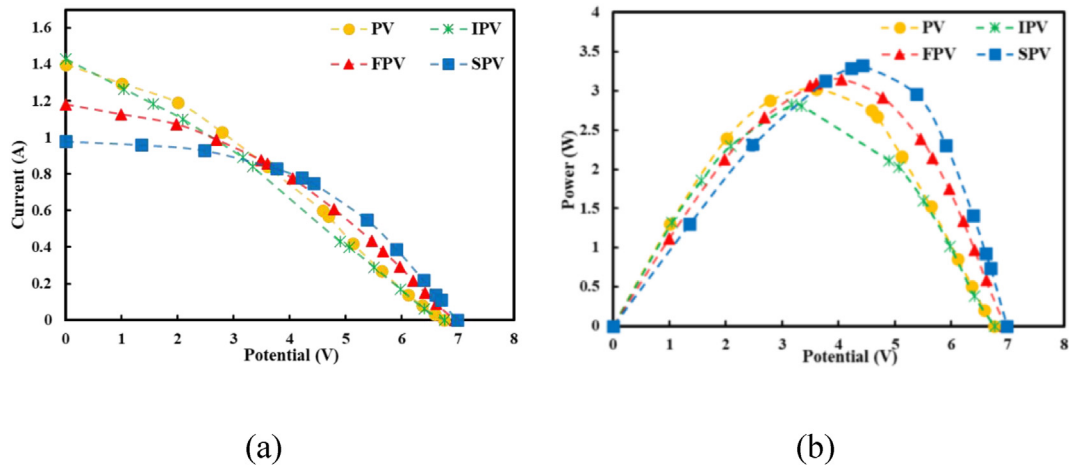 1.6
1.4
1.2
1
0.8
0.6
0.4
0.2
0
Current (A)
PV
IPV
FPV
SPV
0 1 2 3 4 5 6 7 8
Potential (V)
(a)
4
3.5
3
2.5
2
1.5
1
0.5
0
Power (W)
PV
IPV
FPV
SPV
0 1 2 3 4 5 6 7 8
Potential (V)
(b)